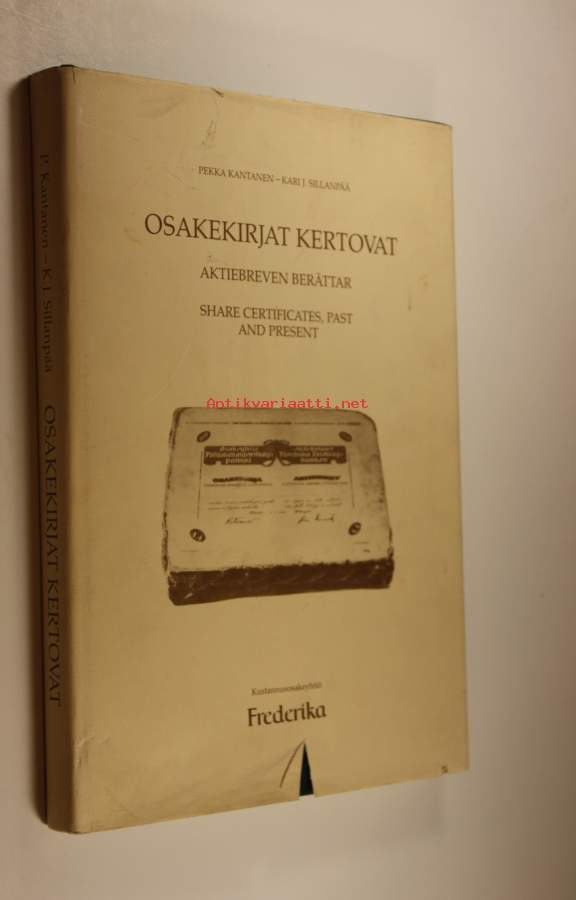 PEKKA KANTANEN – KARI J. SILLANPÄÄ
OSAKEKIRJAT KERTOVAT
AKTIEBREVEN BERÄTTAR
SHARE CERTIFICATES, PAST
AND PRESENT
Antikvariaatti.net
Kustannusosakeyhtiö
Frederika
P. Kantanen – K. J. Sillanpää OSAKEKIRJAT KERTOVAT